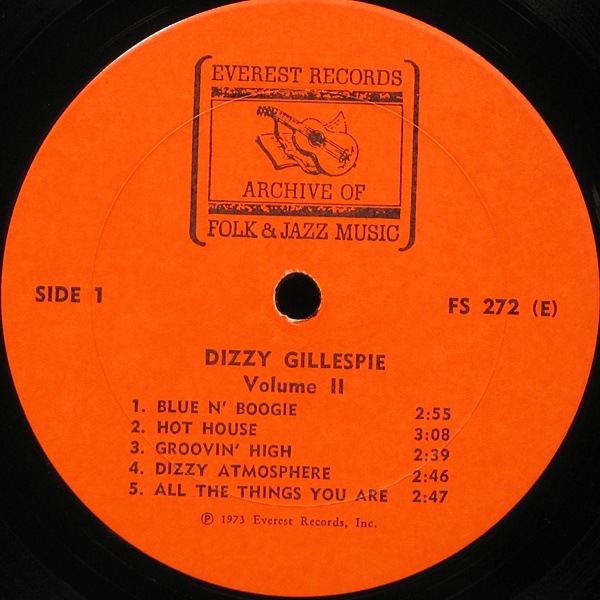 EVEREST RECORDS
ARCHIVE OF
FOLK & JAZZ MUSIC
SIDE 1
FS 272 (E)
DIZZY GILLESPIE
Volume II
1. BLUE N' BOOGIE 2:55
2. HOT HOUSE 3:08
3. GROOVIN' HIGH 2:39
4. DIZZY ATMOSPHERE 2:46
5. ALL THE THINGS YOU ARE 2:47
℗ 1973 Everest Records, Inc.